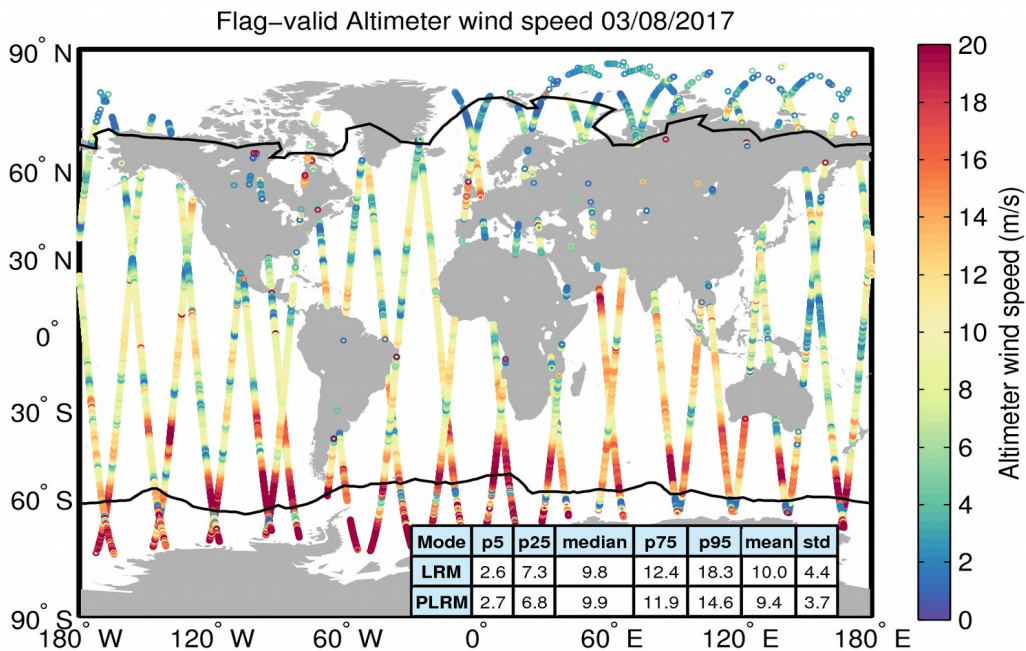 Flag−valid Altimeter wind speed 03/08/2017
90° N
60° N
30° N
0°
30° S
60° S
90° S
180° W
120° W
60° W
0°
60° E
120° E
180° E
Mode p5 p25 median p75 p95 mean std
LRM 2.6 7.3 9.8 12.4 18.3 10.0 4.4
PLRM 2.7 6.8 9.9 11.9 14.6 9.4 3.7
20
18
16
14
12
10
8
6
4
2
0
Altimeter wind speed (m/s)